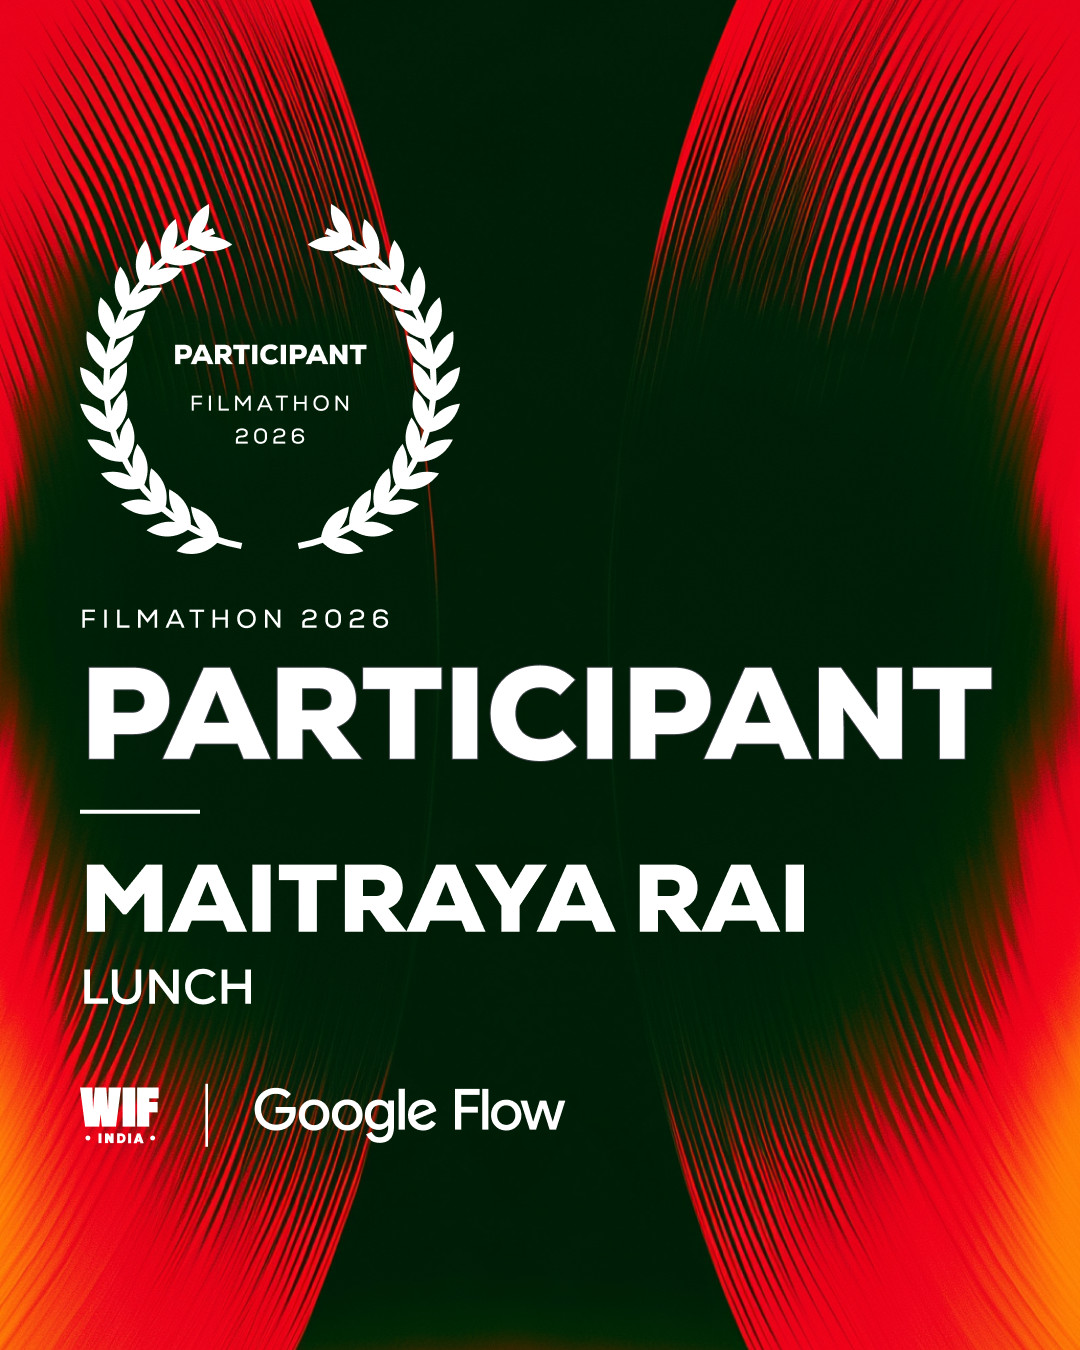 PARTICIPANT
FILMATHON
2026
FILMATHON 2026
PARTICIPANT
MAITRAYA RAI
LUNCH
WIF
• INDIA •
Google Flow